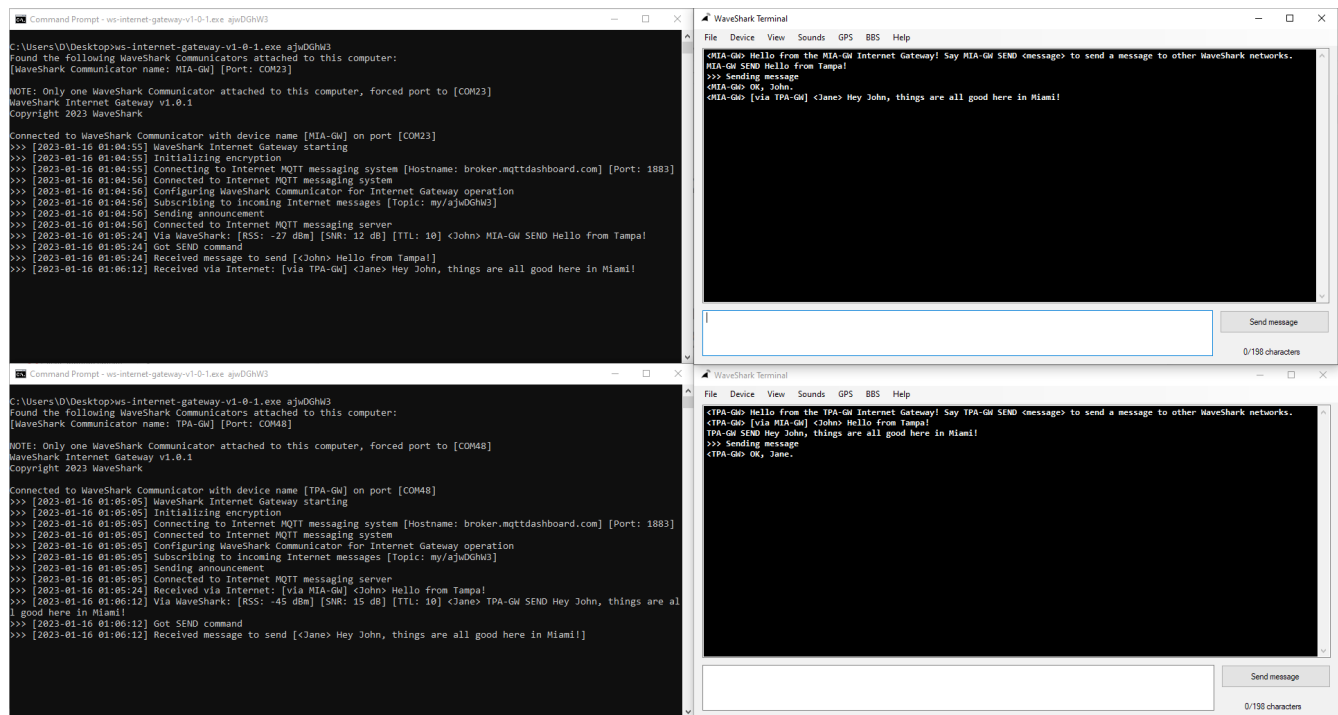 Command Prompt - ws-internet-gateway-v1-0-1.exe ajwDGhW3
C:\Users\D\Desktop>ws-internet-gateway-v1-0-1.exe ajwDGhW3
Found the following WaveShark Communicators attached to this computer:
[WaveShark Communicator name: MIA-GW] [Port: COM23]
NOTE: Only one WaveShark Communicator attached to this computer, forced port to [COM23]
WaveShark Internet Gateway v1.0.1
Copyright 2023 WaveShark
Connected to WaveShark Communicator with device name [MIA-GW] on port [COM23]
>>> [2023-01-16 01:04:55] WaveShark Internet Gateway starting
>>> [2023-01-16 01:04:55] Initializing encryption
>>> [2023-01-16 01:04:55] Connecting to Internet MQTT messaging system [Hostname: broker.mqttdashboard.com] [Port: 1883]
>>> [2023-01-16 01:04:56] Connected to Internet MQTT messaging system
>>> [2023-01-16 01:04:56] Configuring WaveShark Communicator for Internet Gateway operation
>>> [2023-01-16 01:04:56] Subscribing to incoming Internet messages [Topic: my/ajwDGhW3]
>>> [2023-01-16 01:04:56] Sending announcement
>>> [2023-01-16 01:04:56] Connected to Internet MQTT messaging server
>>> [2023-01-16 01:05:24] Via WaveShark: [RSS: -27 dBm] [SNR: 12 dB] [TTL: 10] <John> MIA-GW SEND Hello from Tampa!
>>> [2023-01-16 01:05:24] Got SEND command
>>> [2023-01-16 01:05:24] Received message to send [<John> Hello from Tampa!]
>>> [2023-01-16 01:06:12] Received via Internet: [via TPA-GW] <Jane> Hey John, things are all good here in Miami!
WaveShark Terminal
File Device View Sounds GPS BBS Help
<MIA-GW> Hello from the MIA-GW Internet Gateway! Say MIA-GW SEND <message> to send a message to other WaveShark networks.
MIA-GW SEND Hello from Tampa!
>>> Sending message
<MIA-GW> OK, John.
<MIA-GW> [via TPA-GW] <Jane> Hey John, things are all good here in Miami!
Send message
0/198 characters
Command Prompt - ws-internet-gateway-v1-0-1.exe ajwDGhW3
C:\Users\D\Desktop>ws-internet-gateway-v1-0-1.exe ajwDGhW3
Found the following WaveShark Communicators attached to this computer:
[WaveShark Communicator name: TPA-GW] [Port: COM48]
NOTE: Only one WaveShark Communicator attached to this computer, forced port to [COM48]
WaveShark Internet Gateway v1.0.1
Copyright 2023 WaveShark
Connected to WaveShark Communicator with device name [TPA-GW] on port [COM48]
>>> [2023-01-16 01:05:05] WaveShark Internet Gateway starting
>>> [2023-01-16 01:05:05] Initializing encryption
>>> [2023-01-16 01:05:05] Connecting to Internet MQTT messaging system [Hostname: broker.mqttdashboard.com] [Port: 1883]
>>> [2023-01-16 01:05:05] Connected to Internet MQTT messaging system
>>> [2023-01-16 01:05:05] Configuring WaveShark Communicator for Internet Gateway operation
>>> [2023-01-16 01:05:05] Subscribing to incoming Internet messages [Topic: my/ajwDGhW3]
>>> [2023-01-16 01:05:05] Sending announcement
>>> [2023-01-16 01:05:05] Connected to Internet MQTT messaging server
>>> [2023-01-16 01:05:24] Received via Internet: [via MIA-GW] <John> Hello from Tampa!
>>> [2023-01-16 01:06:12] Via WaveShark: [RSS: -45 dBm] [SNR: 15 dB] [TTL: 10] <Jane> TPA-GW SEND Hey John, things are al
l good here in Miami!
>>> [2023-01-16 01:06:12] Got SEND command
>>> [2023-01-16 01:06:12] Received message to send [<Jane> Hey John, things are all good here in Miami!]
WaveShark Terminal
File Device View Sounds GPS BBS Help
<TPA-GW> Hello from the TPA-GW Internet Gateway! Say TPA-GW SEND <message> to send a message to other WaveShark networks.
<TPA-GW> [via MIA-GW] <John> Hello from Tampa!
TPA-GW SEND Hey John, things are all good here in Miami!
>>> Sending message
<TPA-GW> OK, Jane.
Send message
0/198 characters